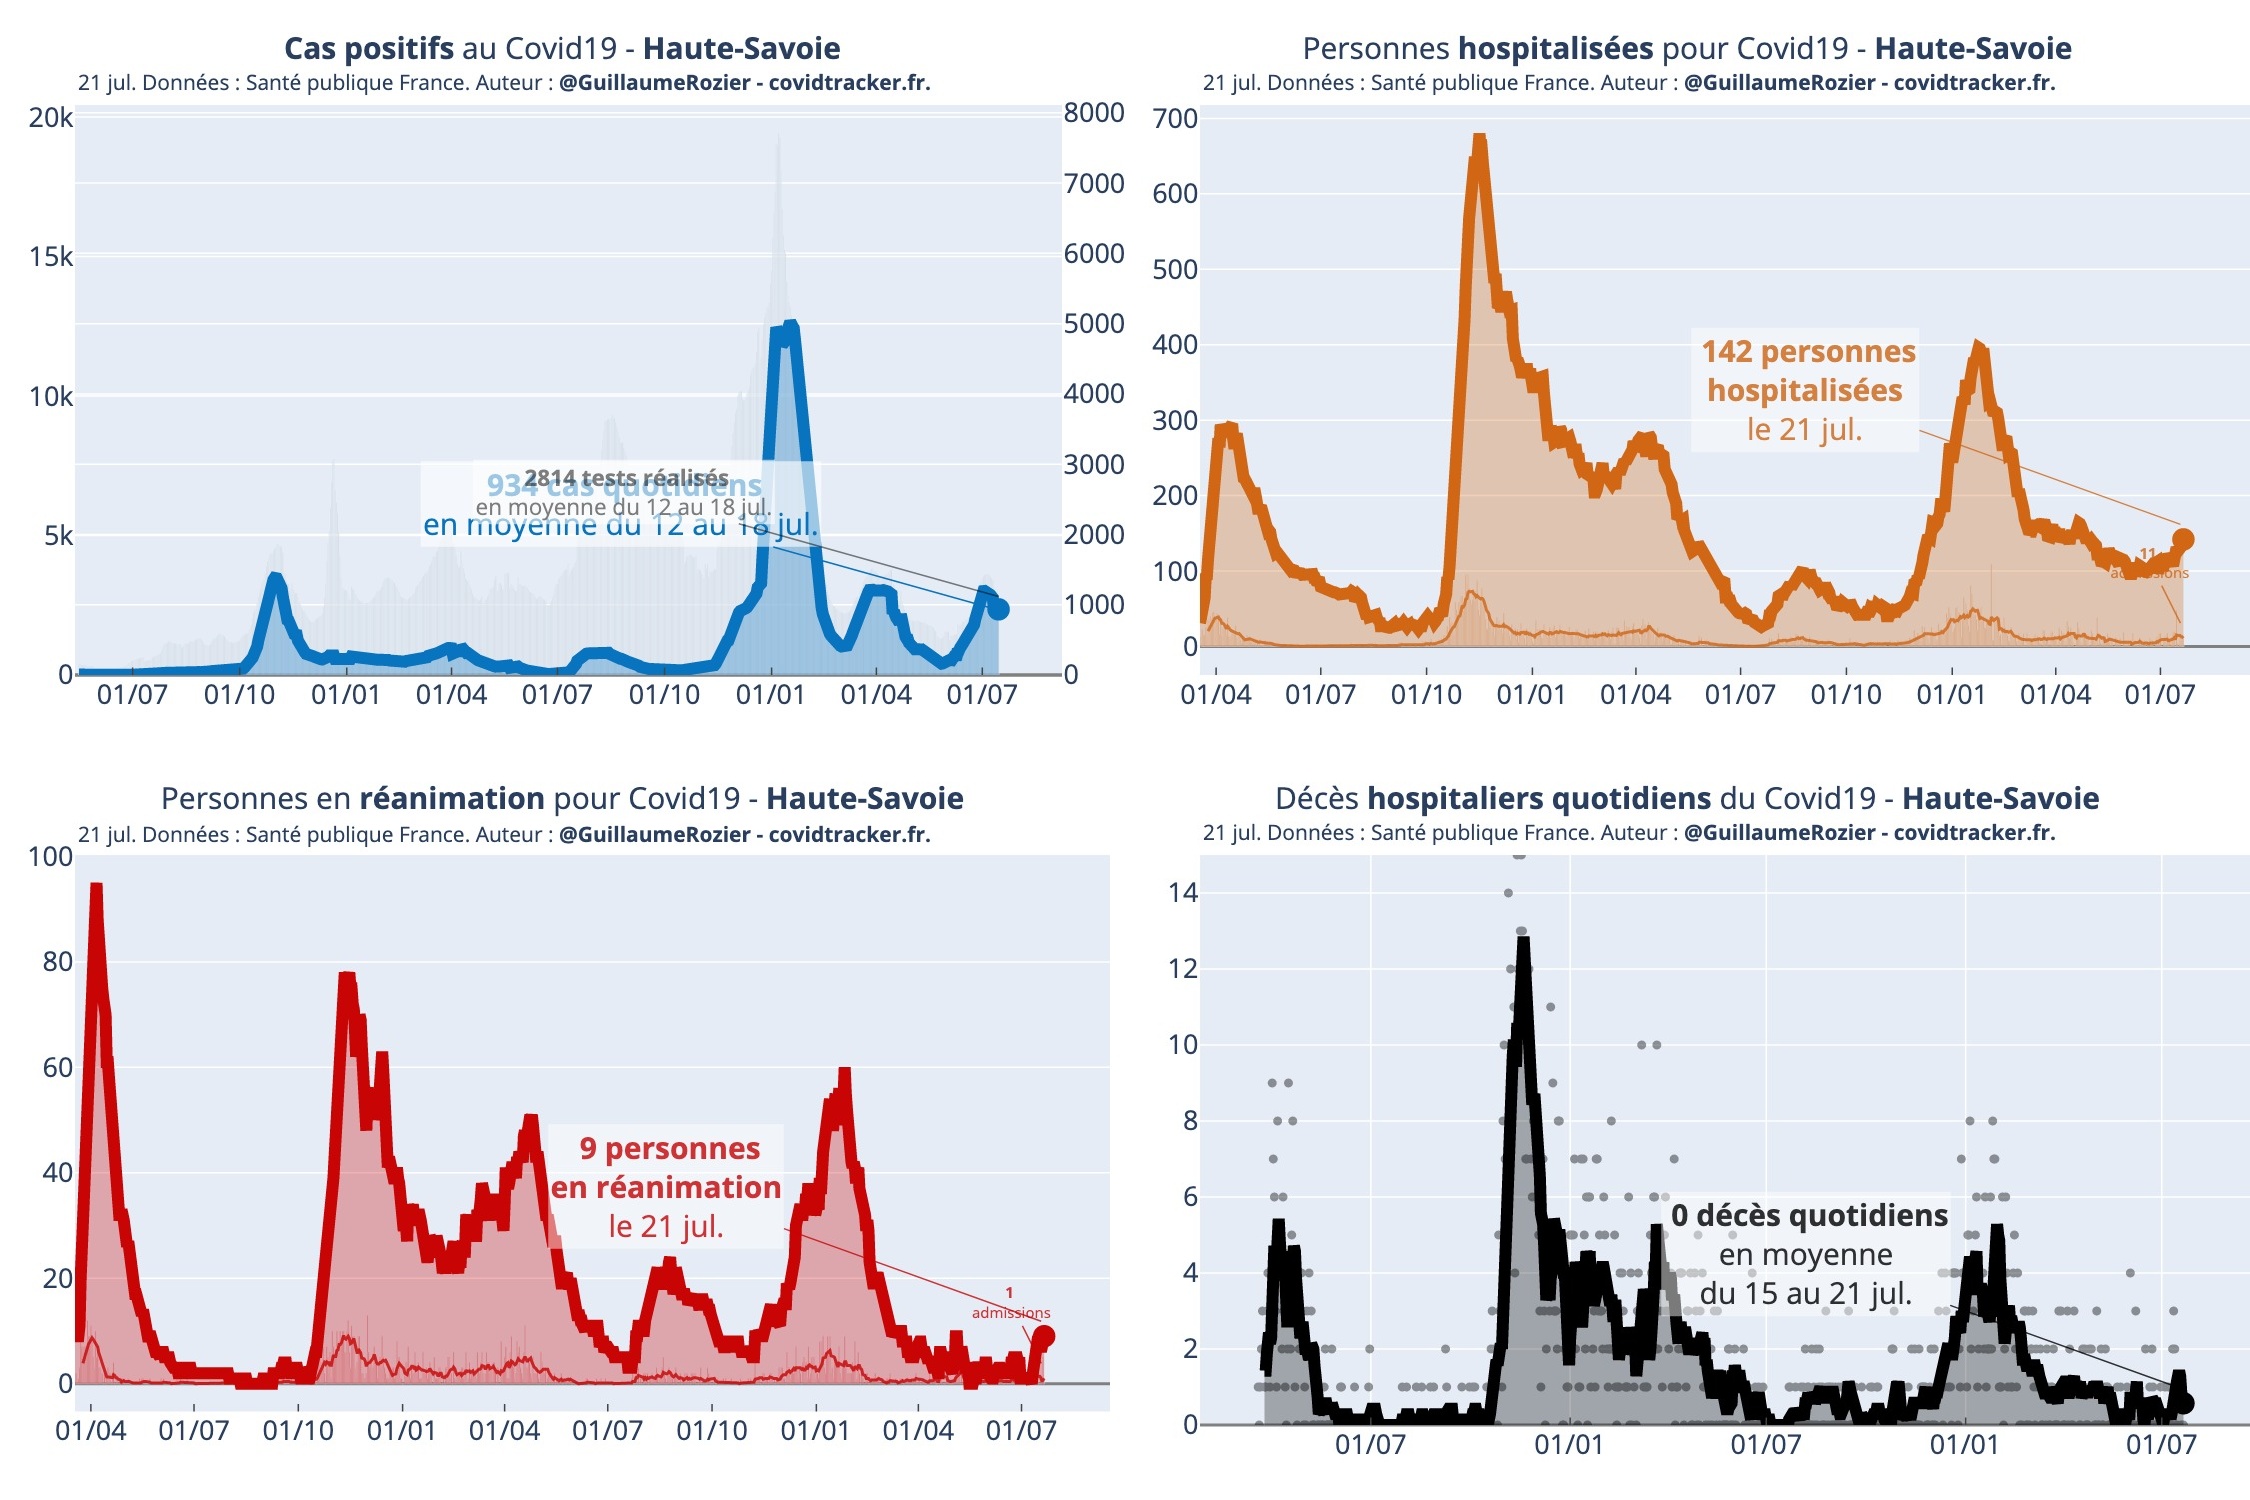 Cas positifs au Covid19 - Haute-Savoie
21 jul. Données : Santé publique France. Auteur : @GuillaumeRozier - covidtracker.fr.
20k
15k
10k
5k
0
8000
7000
6000
5000
4000
3000
2000
1000
0
2814 tests réalisés
934 cas quotidiens
en moyenne du 12 au 18 jul.
en moyenne du 12 au 18 jul.
01/07 01/10 01/01 01/04 01/07 01/10 01/01 01/04 01/07
Personnes hospitalisées pour Covid19 - Haute-Savoie
21 jul. Données : Santé publique France. Auteur : @GuillaumeRozier - covidtracker.fr.
700
600
500
400
300
200
100
0
142 personnes
hospitalisées
le 21 jul.
11
admissions
01/04 01/07 01/10 01/01 01/04 01/07 01/10 01/01 01/04 01/07
Personnes en réanimation pour Covid19 - Haute-Savoie
21 jul. Données : Santé publique France. Auteur : @GuillaumeRozier - covidtracker.fr.
100
80
60
40
20
0
9 personnes
en réanimation
le 21 jul.
1
admissions
01/04 01/07 01/10 01/01 01/04 01/07 01/10 01/01 01/04 01/07
Décès hospitaliers quotidiens du Covid19 - Haute-Savoie
21 jul. Données : Santé publique France. Auteur : @GuillaumeRozier - covidtracker.fr.
14
12
10
8
6
4
2
0
0 décès quotidiens
en moyenne
du 15 au 21 jul.
01/07 01/01 01/07 01/01 01/07